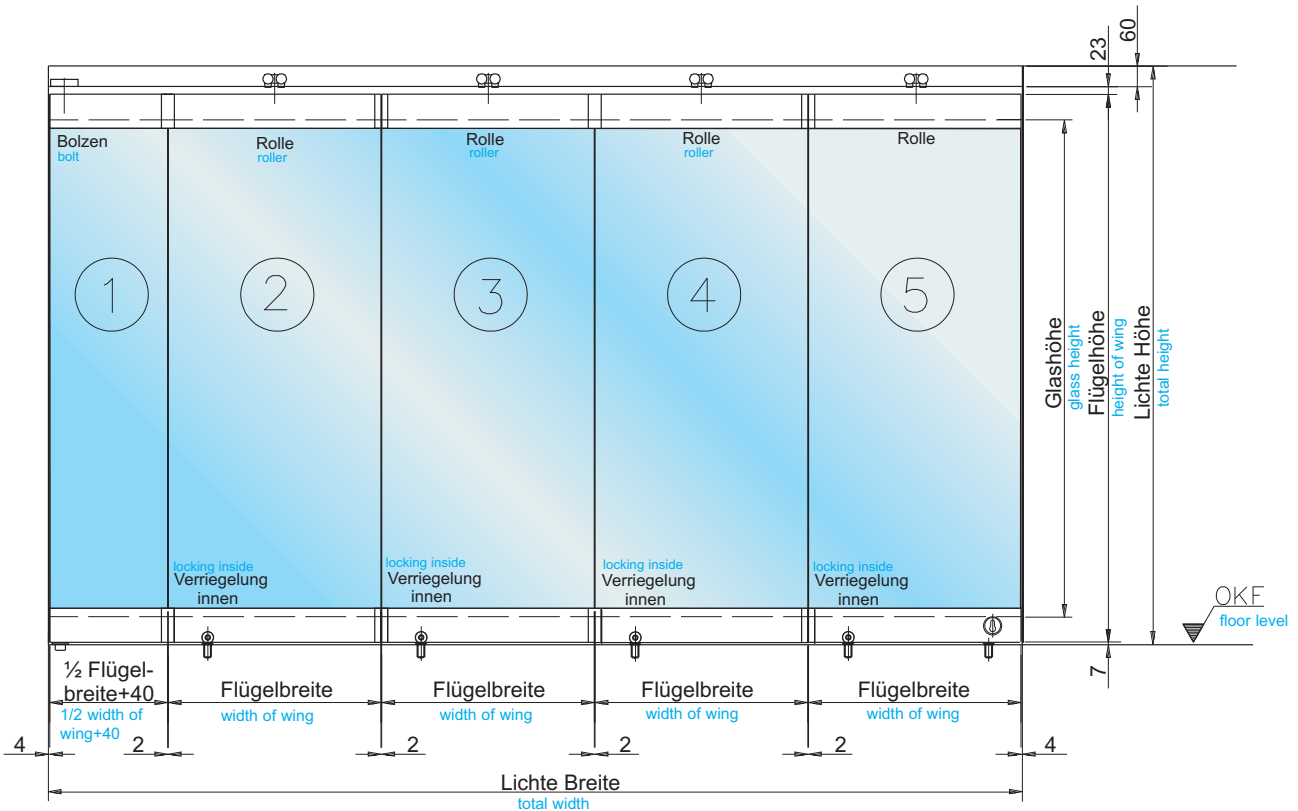 60
23
Bolzen
bolt
Rolle
roller
Rolle
roller
Rolle
roller
Rolle
1
2
3
4
5
Glashöhe
glass height
Flügelhöhe
height of wing
Lichte Höhe
total height
locking inside
Verriegelung
innen
locking inside
Verriegelung
innen
locking inside
Verriegelung
innen
locking inside
Verriegelung
innen
OKF
floor level
7
½ Flügel-
breite+40
1/2 width of
wing+40
Flügelbreite
width of wing
Flügelbreite
width of wing
Flügelbreite
width of wing
Flügelbreite
width of wing
4
2
2
2
2
4
Lichte Breite
total width